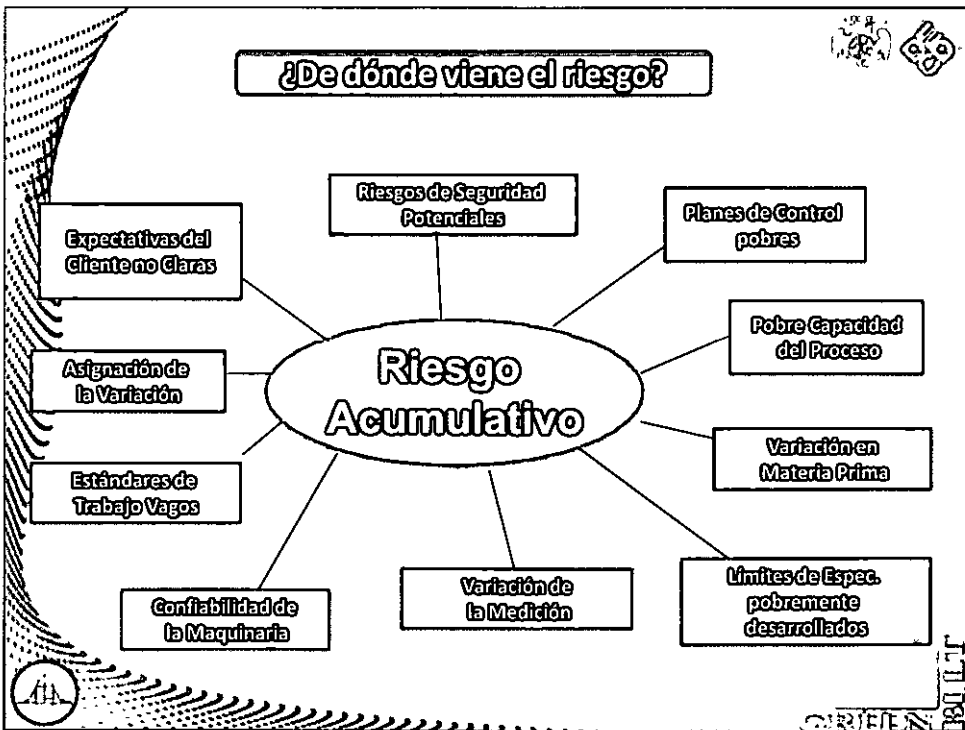 ¿De dónde viene el riesgo?
Riesgos de Seguridad
Potenciales
Planes de Control
pobres
Expectativas del
Cliente no Claras
Pobre Capacidad
del Proceso
Riesgo
Acumulativo
Asignación de
la Variación
Variación en
Materia Prima
Estándares de
Trabajo Vagos
Límites de Espec.
pobremente
desarrollados
Variación de
la Medición
Confiabilidad de
la Maquinaria
GREEN
BELT